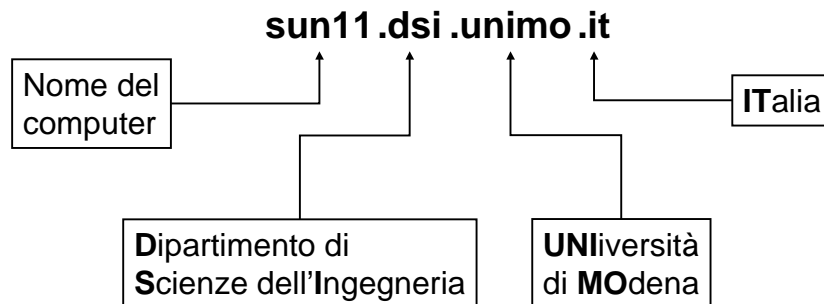 sun11.dsi.unimo.it
Nome del
computer
ITalia
Dipartimento di
Scienze dell'Ingegneria
UNIversità
di MOdena